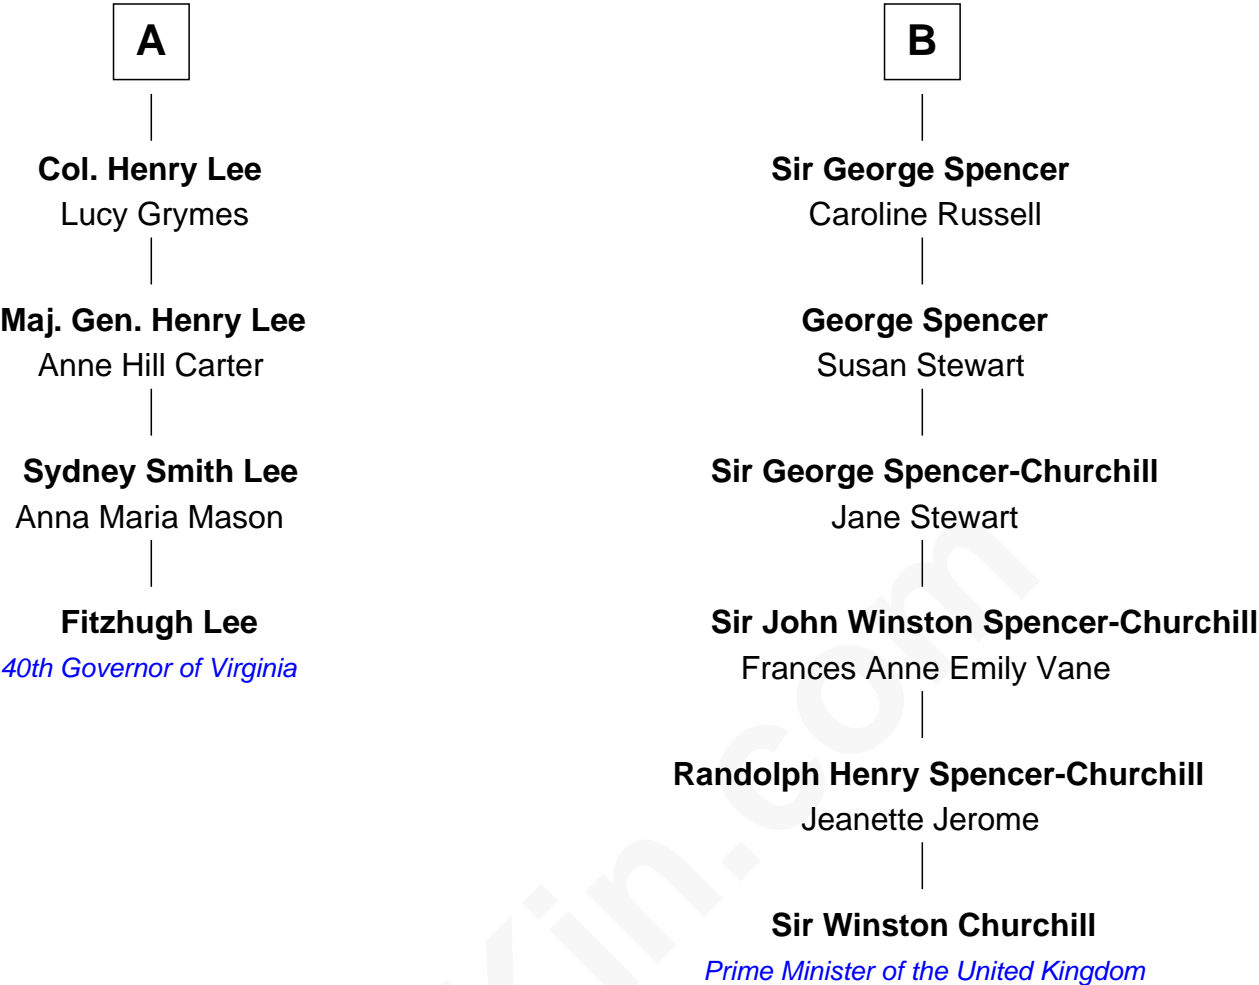 A
Col. Henry Lee
Lucy Grymes
Maj. Gen. Henry Lee
Anne Hill Carter
Sydney Smith Lee
Anna Maria Mason
Fitzhugh Lee
40th Governor of Virginia
B
Sir George Spencer
Caroline Russell
George Spencer
Susan Stewart
Sir George Spencer-Churchill
Jane Stewart
Sir John Winston Spencer-Churchill
Frances Anne Emily Vane
Randolph Henry Spencer-Churchill
Jeanette Jerome
Sir Winston Churchill
Prime Minister of the United Kingdom
Kin.com